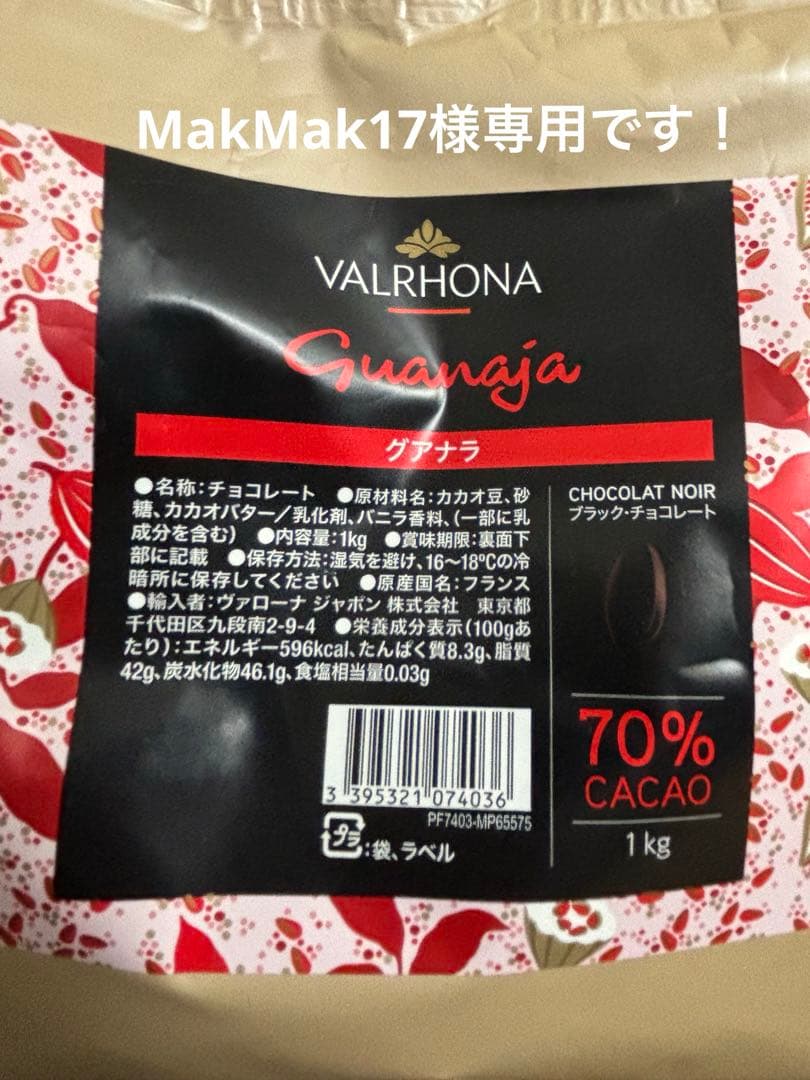 MakMak17様専用です！
VALRHONA
Guanaja
グアナラ
●名称：チョコレート ●原材料名：カカオ豆、砂
糖、カカオバター／乳化剤、バニラ香料、（一部に乳
成分を含む） ●内容量：1kg ●賞味期限：裏面下
部に記載 ●保存方法：湿気を避け、16〜18ºCの冷
暗所に保存してください ●原産国名：フランス
●輸入者：ヴァローナ ジャポン 株式会社 東京都
千代田区九段南2-9-4 ●栄養成分表示（100gあ
たり）：エネルギー596kcal、たんぱく質8.3g、脂質
42g、炭水化物46.1g、食塩相当量0.03g
CHOCOLAT NOIR
ブラック・チョコレート
70%
CACAO
1 kg
3 395321 074036
PF7403-MP65575
プラ：袋、ラベル